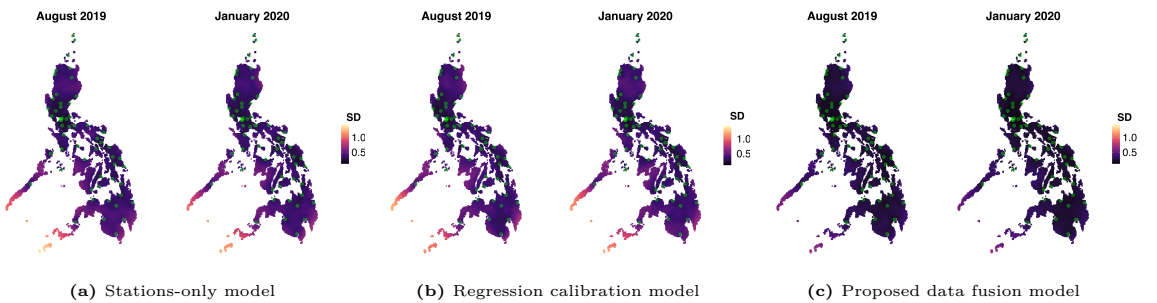 August 2019
January 2020
SD
1.0
0.5
(a) Stations-only model
August 2019
January 2020
SD
1.0
0.5
(b) Regression calibration model
August 2019
January 2020
SD
1.0
0.5
(c) Proposed data fusion model